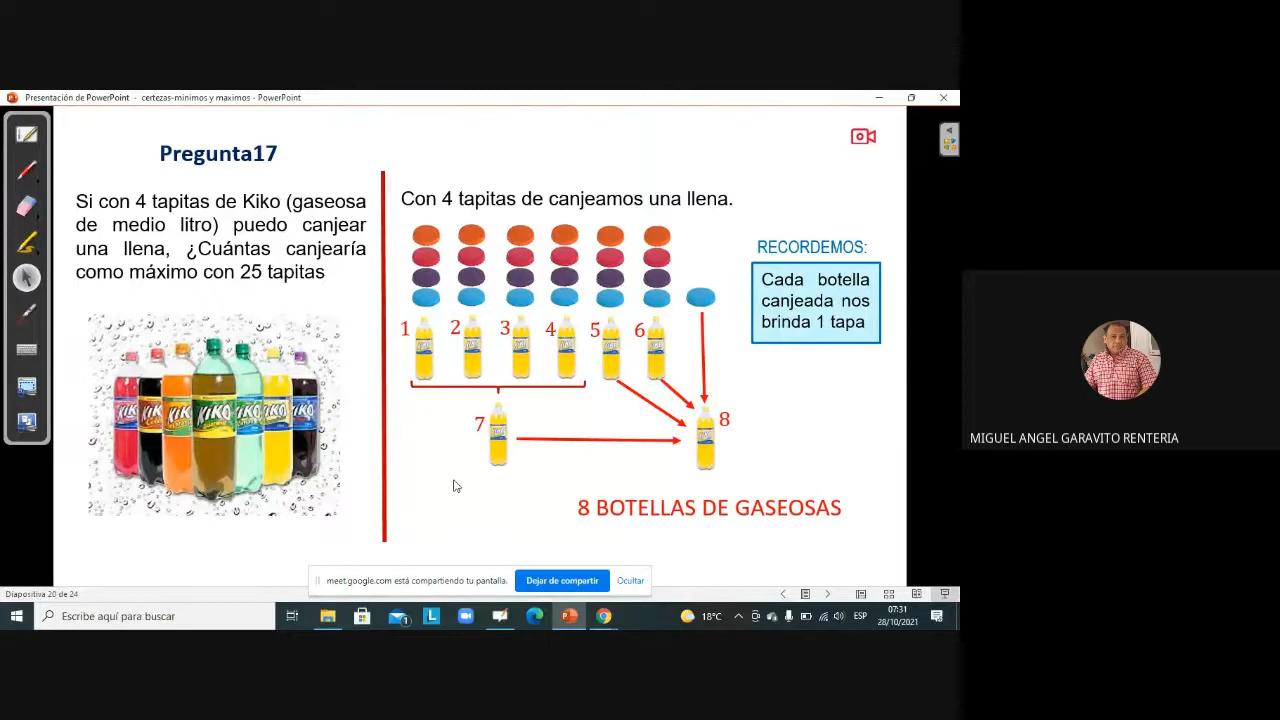 Presentación de PowerPoint - certezas-minimos y maximos - PowerPoint
Pregunta17
Si con 4 tapitas de Kiko (gaseosa
de medio litro) puedo canjear
una llena, ¿Cuántas canjearía
como máximo con 25 tapitas
KIKO
Con 4 tapitas de canjeamos una llena.
1 2 3 4 5 6
7
8
RECORDEMOS:
Cada botella
canjeada nos
brinda 1 tapa
8 BOTELLAS DE GASEOSAS
meet.google.com está compartiendo tu pantalla.
Dejar de compartir
Ocultar
Diapositiva 20 de 24
Escribe aquí para buscar
18°C
ESP
07:31
28/10/2021
MIGUEL ANGEL GARAVITO RENTERIA